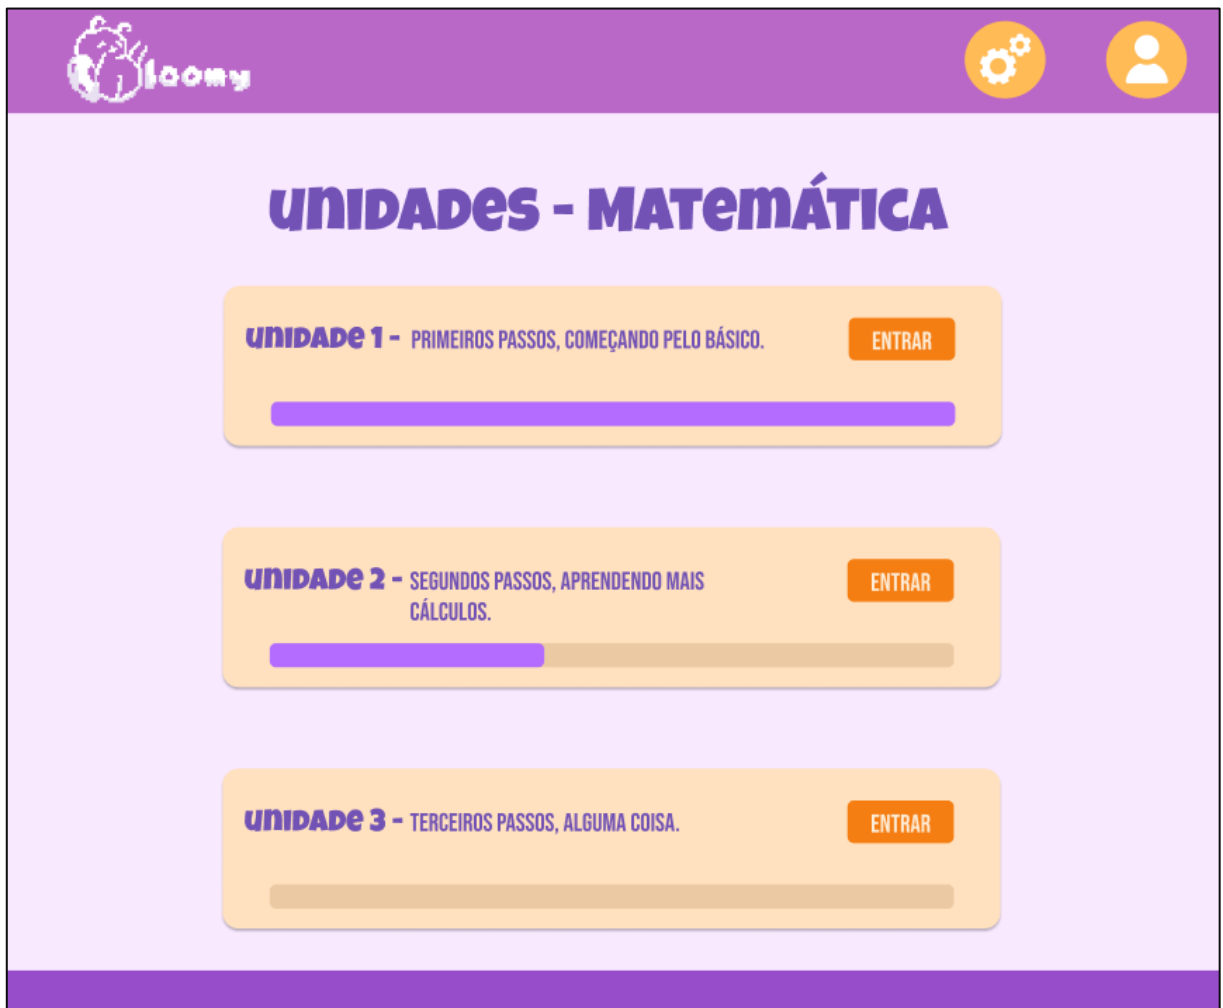 Bloomy
UNIDADES - MATEMÁTICA
UNIDADE 1 - PRIMEIROS PASSOS, COMEÇANDO PELO BÁSICO.
ENTRAR
UNIDADE 2 - SEGUNDOS PASSOS, APRENDENDO MAIS
CÁLCULOS.
ENTRAR
UNIDADE 3 - TERCEIROS PASSOS, ALGUMA COISA.
ENTRAR